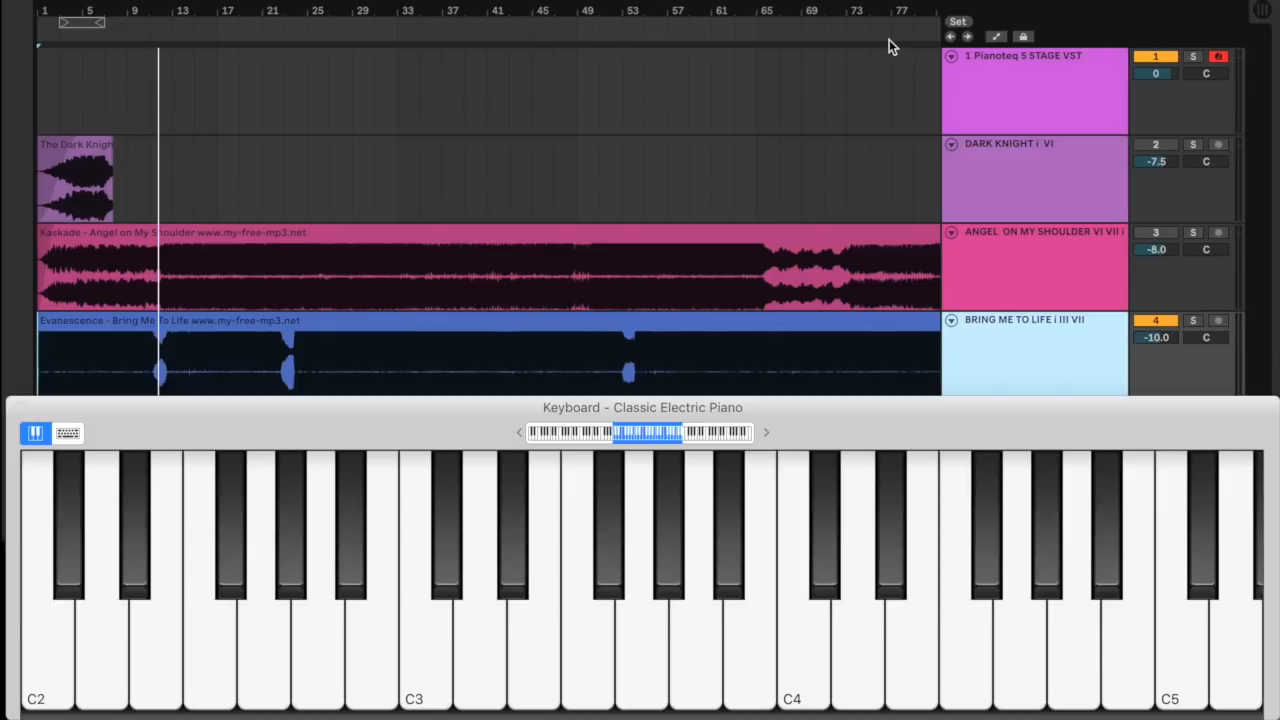 1 5 9 13 17 21 25 29 33 37 41 45 49 53 57 61 65 69 73 77
Set
1 Pianoteq 5 STAGE VST 1 S
0 C
The Dark Knigh DARK KNIGHT i VI 2 S
-7.5 C
Kaskade - Angel on My Shoulder www.my-free-mp3.net ANGEL ON MY SHOULDER VI VII i 3 S
-8.0 C
Evanescence - Bring Me To Life www.my-free-mp3.net BRING ME TO LIFE i III VII 4 S
-10.0 C
Keyboard - Classic Electric Piano
C2 C3 C4 C5